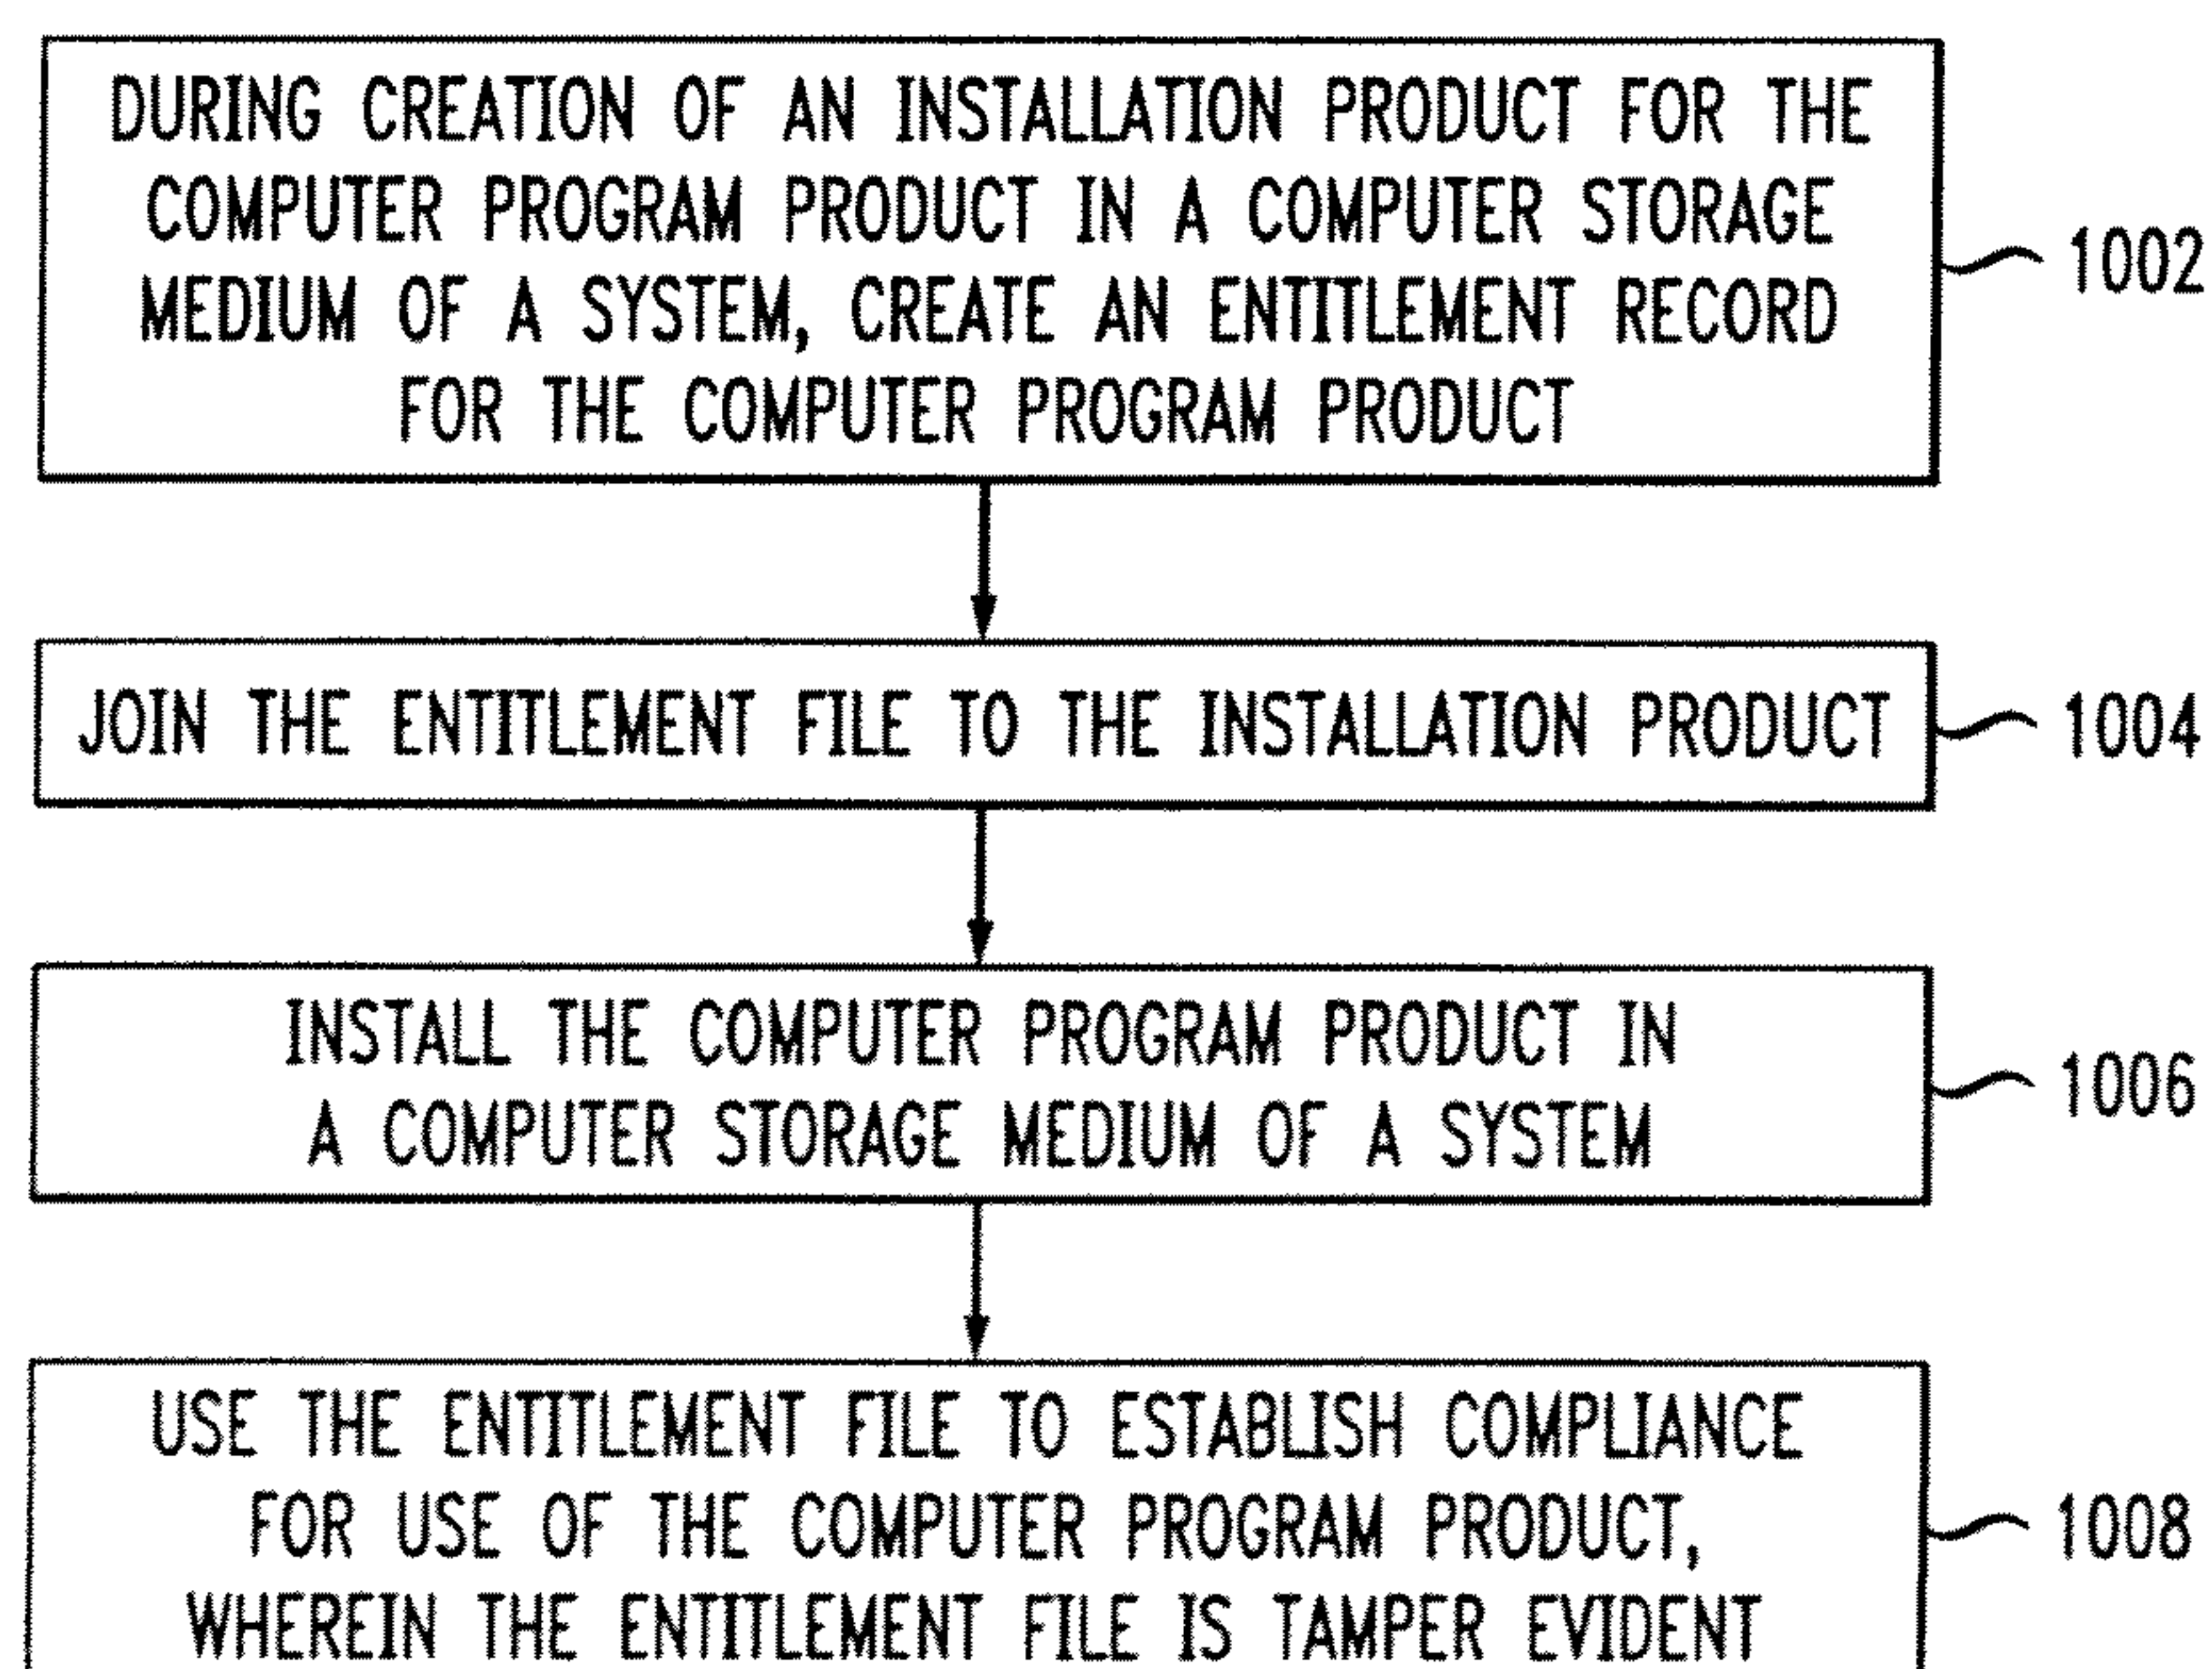 DURING CREATION OF AN INSTALLATION PRODUCT FOR THE
COMPUTER PROGRAM PRODUCT IN A COMPUTER STORAGE
MEDIUM OF A SYSTEM, CREATE AN ENTITLEMENT RECORD
FOR THE COMPUTER PROGRAM PRODUCT
1002
JOIN THE ENTITLEMENT FILE TO THE INSTALLATION PRODUCT
1004
INSTALL THE COMPUTER PROGRAM PRODUCT IN
A COMPUTER STORAGE MEDIUM OF A SYSTEM
1006
USE THE ENTITLEMENT FILE TO ESTABLISH COMPLIANCE
FOR USE OF THE COMPUTER PROGRAM PRODUCT,
WHEREIN THE ENTITLEMENT FILE IS TAMPER EVIDENT
1008